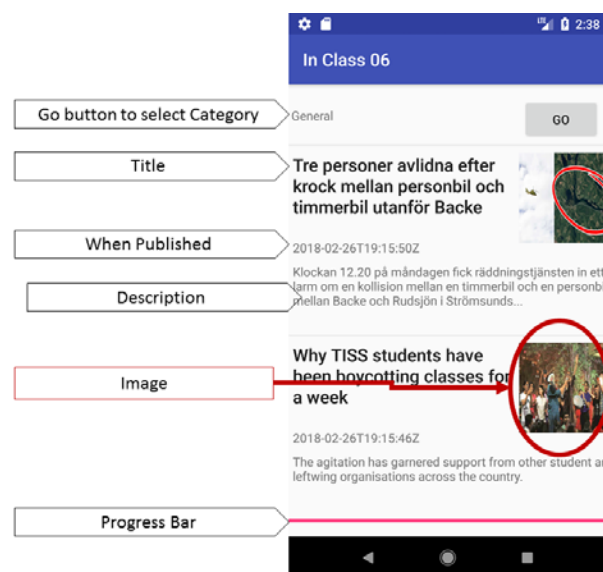 LTE 2:38
In Class 06
Go button to select Category
General
GO
Title
Tre personer avlidna efter
krock mellan personbil och
timmerbil utanför Backe
When Published
2018-02-26T19:15:50Z
Klockan 12.20 på måndagen fick räddningstjänsten in ett
larm om en kollision mellan en timmerbil och en personbi
Description
mellan Backe och Rudsjön i Strömsunds...
Why TISS students have
been boycotting classes for
a week
Image
2018-02-26T19:15:46Z
The agitation has garnered support from other student a
leftwing organisations across the country.
Progress Bar